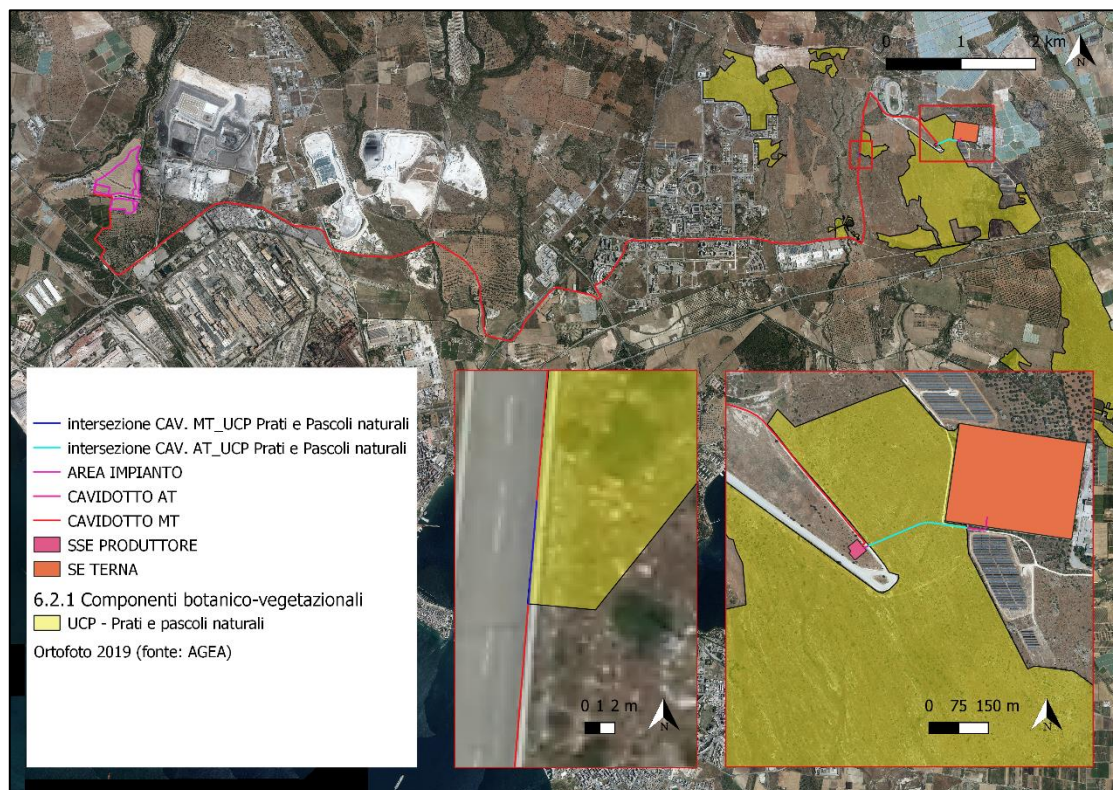 0 1 2 km
N
intersezione CAV. MT_UCP Prati e Pascoli naturali
intersezione CAV. AT_UCP Prati e Pascoli naturali
AREA IMPIANTO
CAVIDOTTO AT
CAVIDOTTO MT
SSE PRODUTTORE
SE TERNA
6.2.1 Componenti botanico-vegetazionali
UCP - Prati e pascoli naturali
Ortofoto 2019 (fonte: AGEA)
0 1 2 m
N
0 75 150 m
N